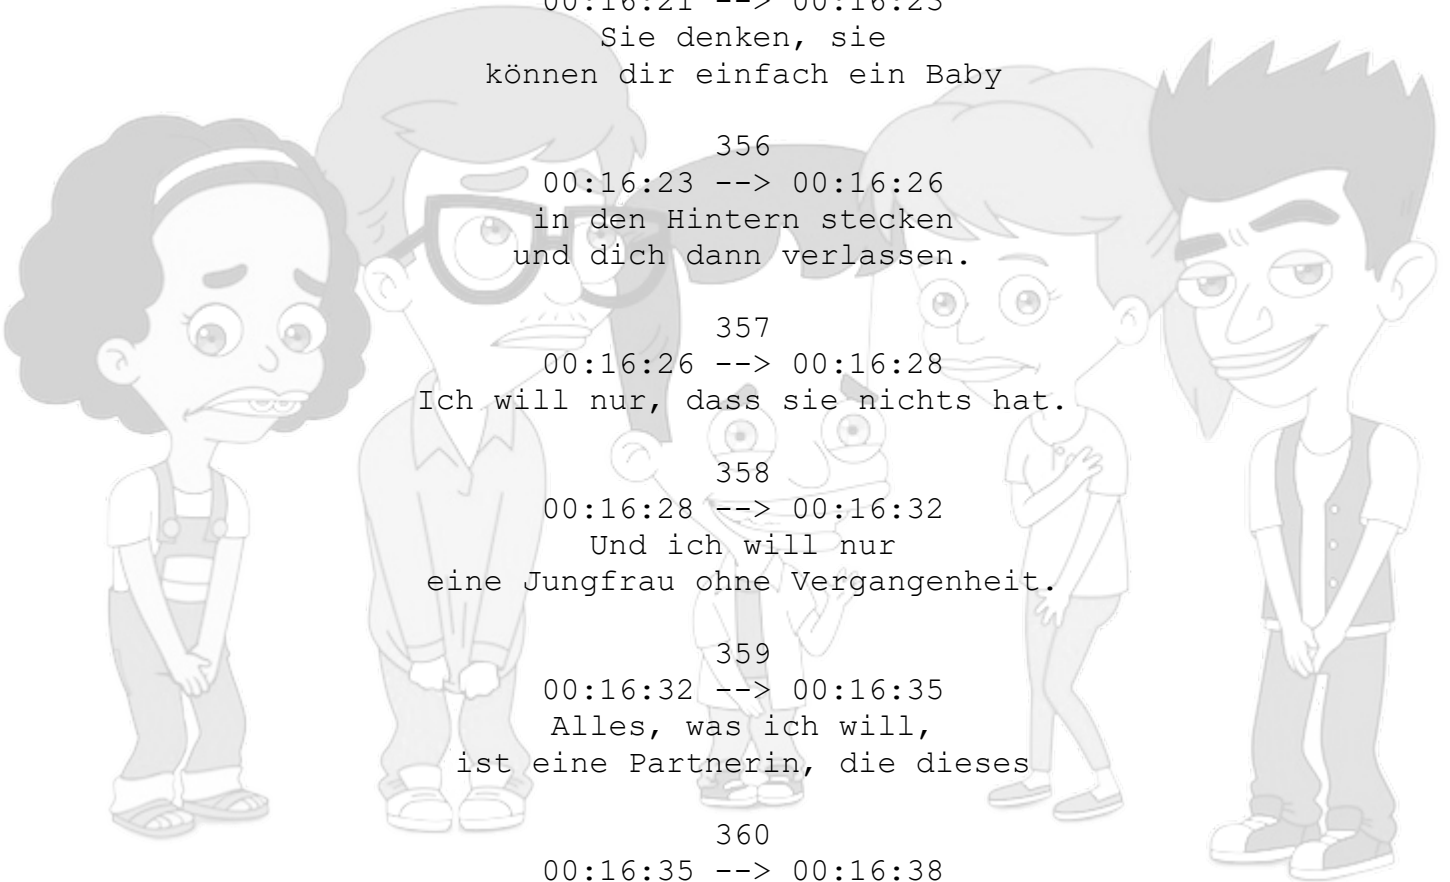 00:16:21 --> 00:16:23
Sie denken, sie
können dir einfach ein Baby
356
00:16:23 --> 00:16:26
in den Hintern stecken
und dich dann verlassen.
357
00:16:26 --> 00:16:28
Ich will nur, dass sie nichts hat.
358
00:16:28 --> 00:16:32
Und ich will nur
eine Jungfrau ohne Vergangenheit.
359
00:16:32 --> 00:16:35
Alles, was ich will,
ist eine Partnerin, die dieses
360
00:16:35 --> 00:16:38